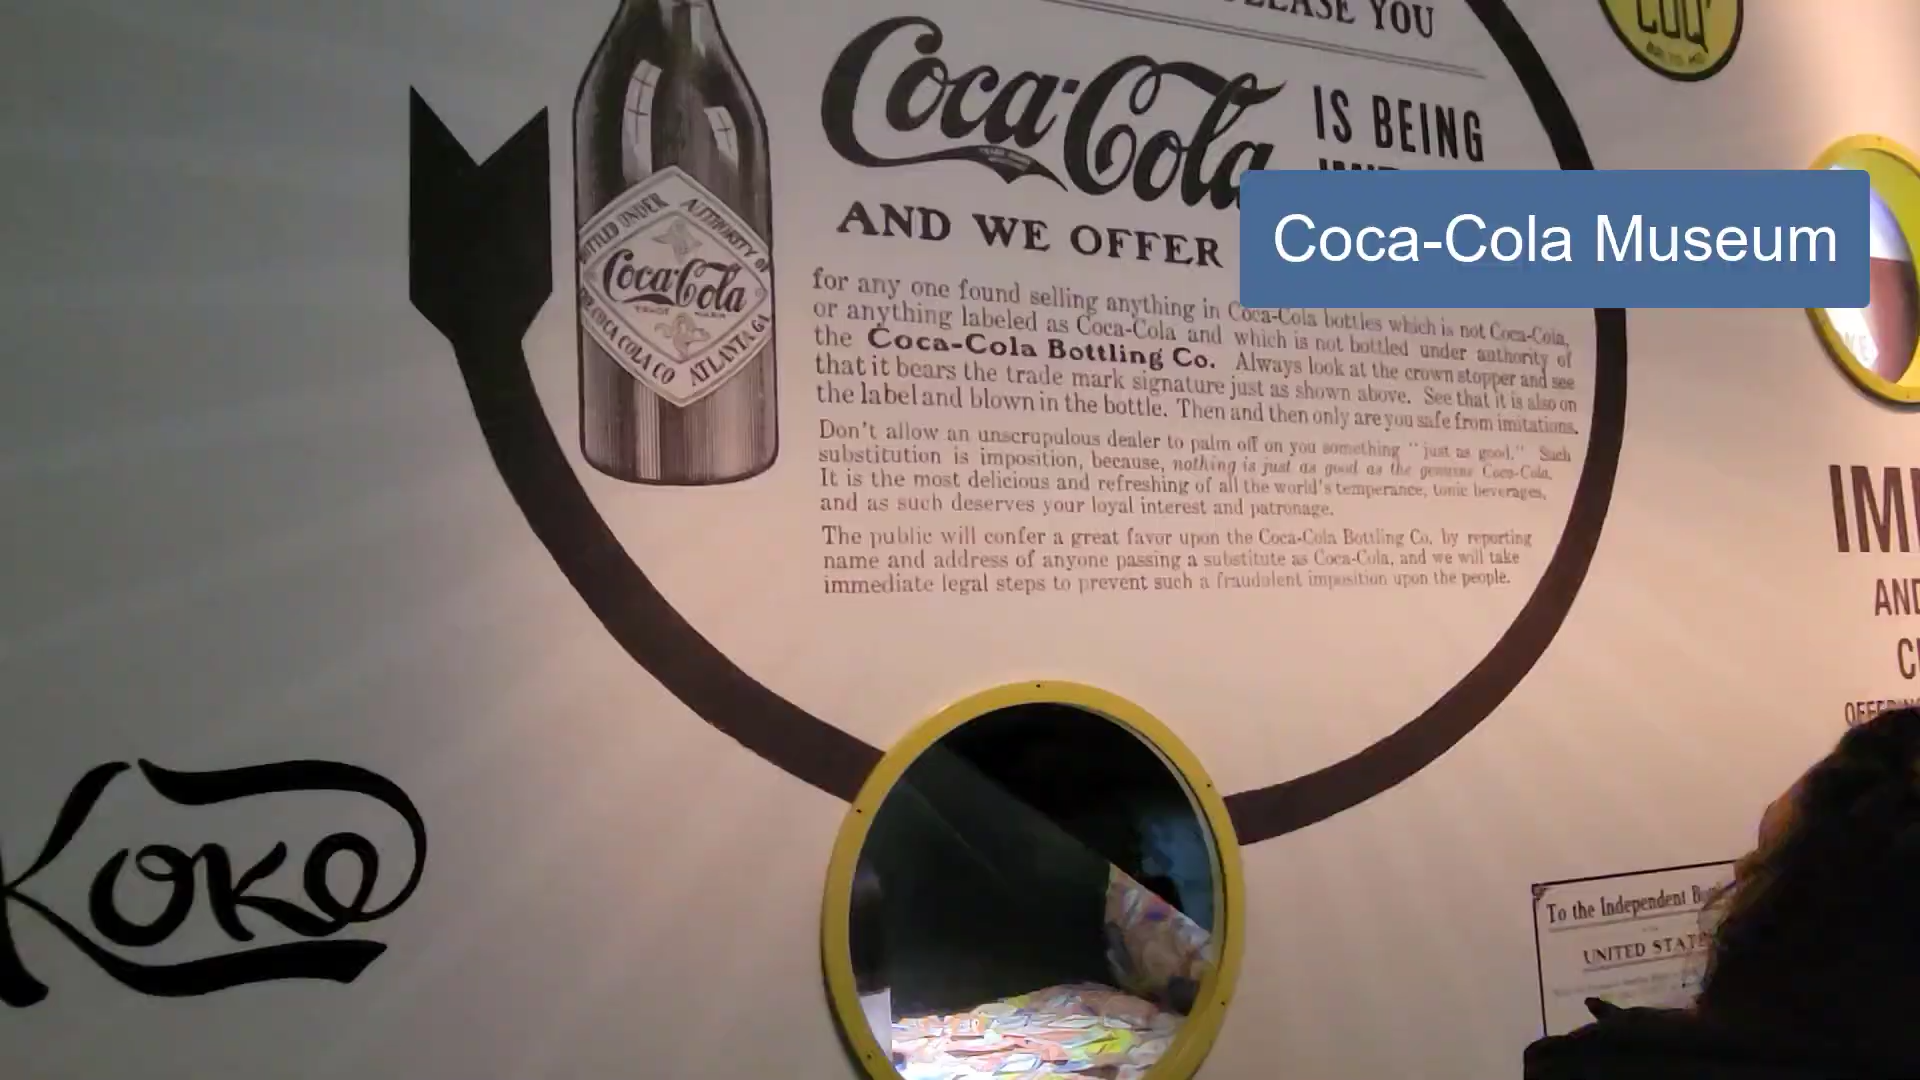 PLEASE YOU
Coca-Cola
IS BEING
AND WE OFFER
Coca-Cola Museum
for any one found selling anything in Coca-Cola bottles which is not Coca-Cola,
or anything labeled as Coca-Cola and which is not bottled under authority of
the Coca-Cola Bottling Co. Always look at the crown stopper and see
that it bears the trade mark signature just as shown above. See that it is also on
the label and blown in the bottle. Then and then only are you safe from imitations.
Don't allow an unscrupulous dealer to palm off on you something "just as good." Such
substitution is imposition, because, nothing is just as good as the genuine Coca-Cola.
It is the most delicious and refreshing of all the world's temperance, tonic beverages,
and as such deserves your loyal interest and patronage.
The public will confer a great favor upon the Coca-Cola Bottling Co. by reporting
name and address of anyone passing a substitute as Coca-Cola, and we will take
immediate legal steps to prevent such a fraudulent imposition upon the people.
BOTTLED UNDER AUTHORITY of
Coca-Cola
TRADE MARK
THE COCA COLA CO ATLANTA GA
Koke
AND
To the Independent
UNITED STATES